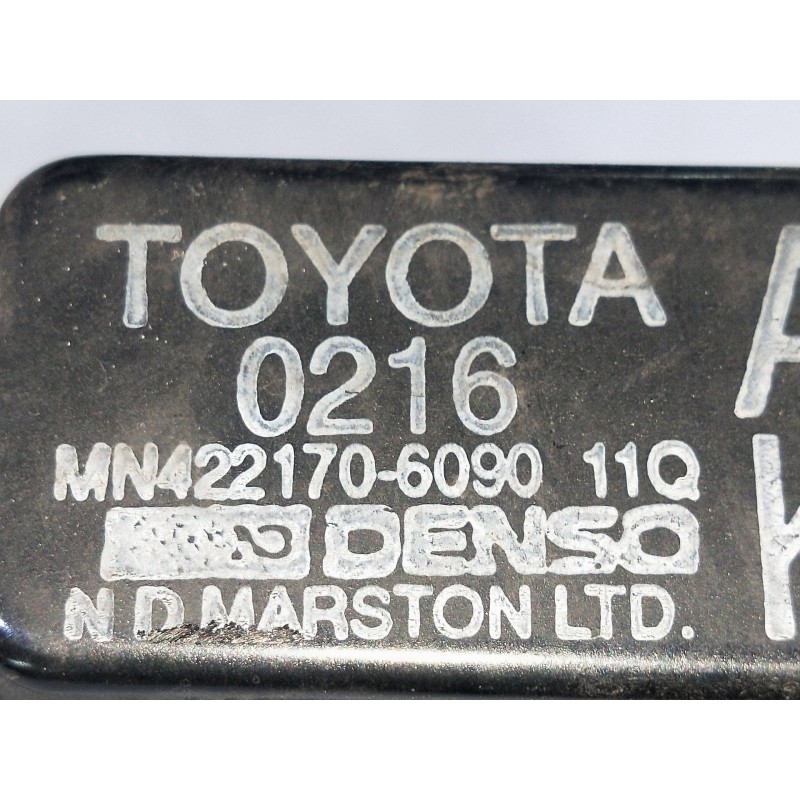 TOYOTA
0216
MN422170-6090 11Q
DENSO
N D MARSTON LTD.